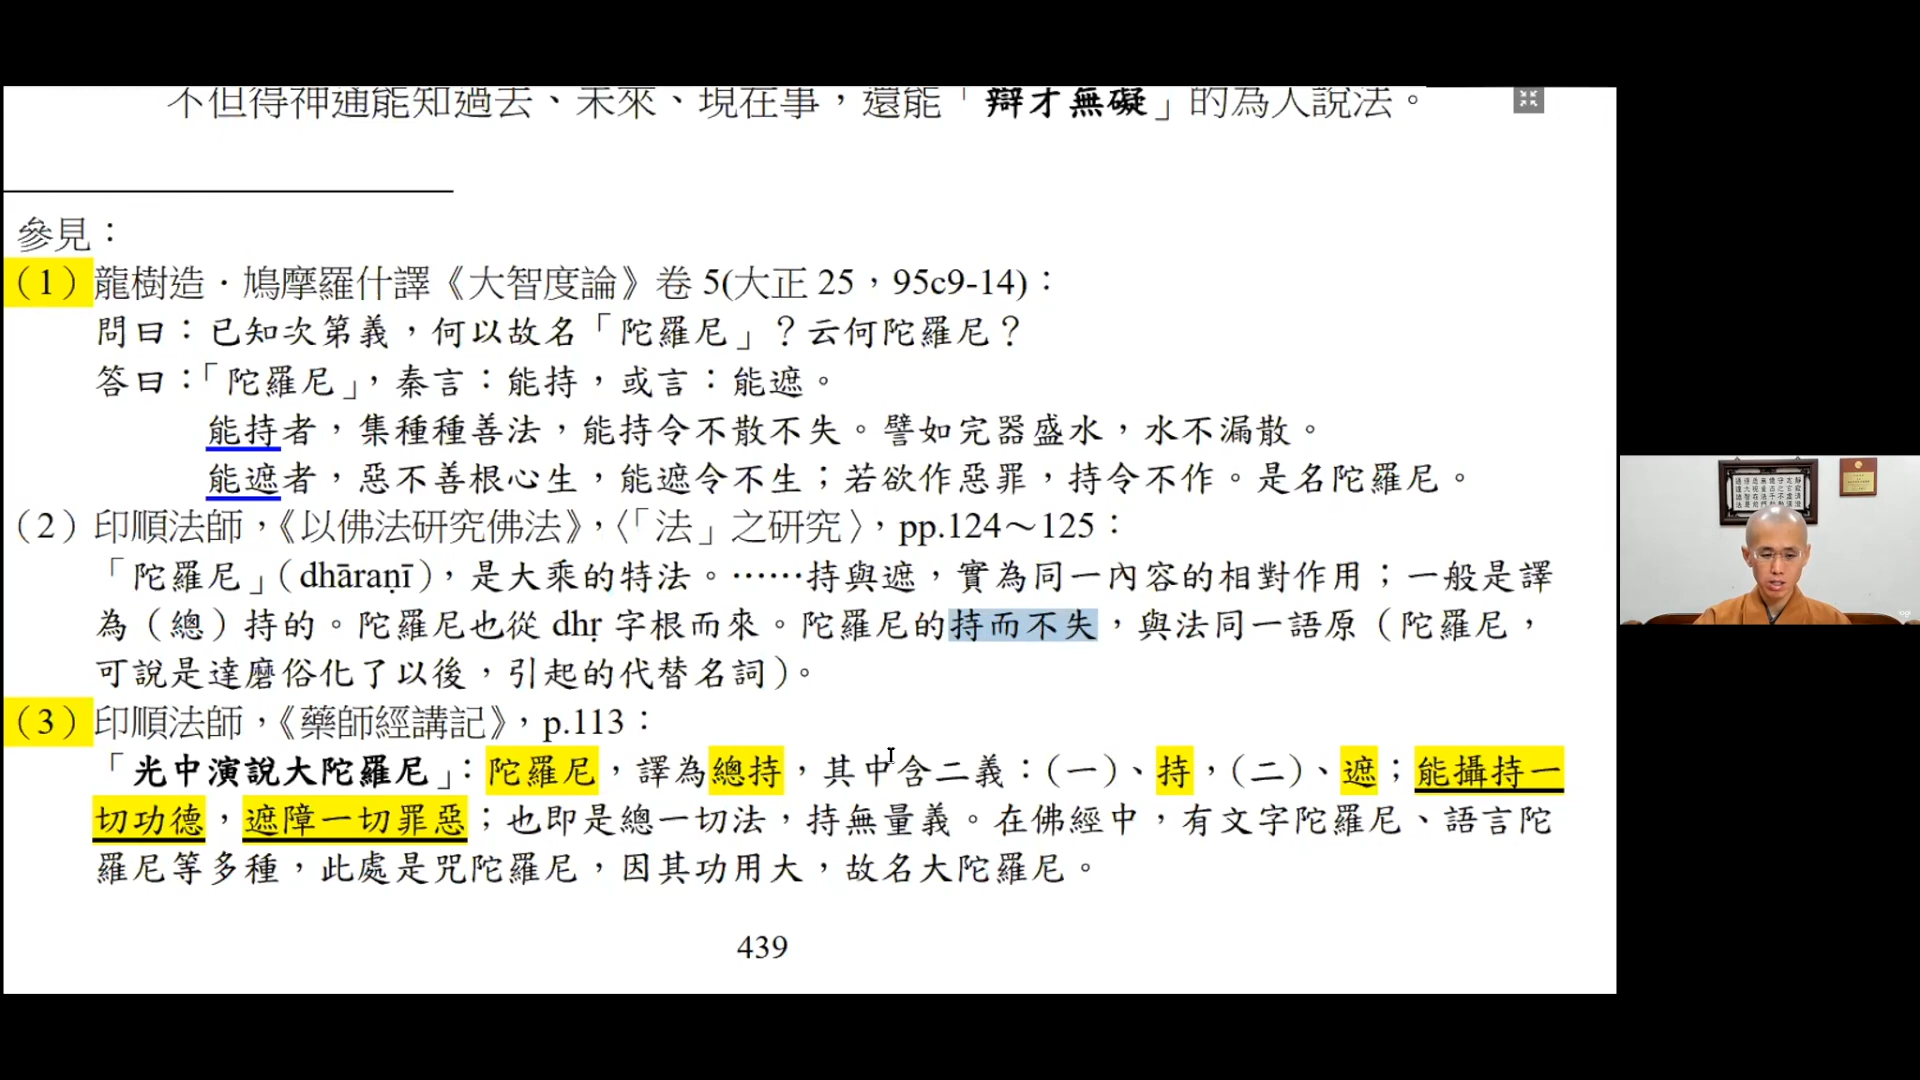 不但得神通能知過去、未來、現在事，還能「辯才無礙」的為人說法。
參見：
（1）龍樹造．鳩摩羅什譯《大智度論》卷 5(大正 25，95c9-14)：
問曰：已知次第義，何以故名「陀羅尼」？云何陀羅尼？
答曰：「陀羅尼」，秦言：能持，或言：能遮。
能持者，集種種善法，能持令不散不失。譬如完器盛水，水不漏散。
能遮者，惡不善根心生，能遮令不生；若欲作惡罪，持令不作。是名陀羅尼。
（2）印順法師，《以佛法研究佛法》，〈「法」之研究〉，pp.124～125：
「陀羅尼」（dhāraṇī），是大乘的特法。……持與遮，實為同一內容的相對作用；一般是譯
為（總）持的。陀羅尼也從 dhṛ 字根而來。陀羅尼的持而不失，與法同一語原（陀羅尼，
可說是達磨俗化了以後，引起的代替名詞）。
（3）印順法師，《藥師經講記》，p.113：
「光中演說大陀羅尼」：陀羅尼，譯為總持，其中含二義：（一）、持，（二）、遮；能攝持一
切功德，遮障一切罪惡；也即是總一切法，持無量義。在佛經中，有文字陀羅尼、語言陀
羅尼等多種，此處是咒陀羅尼，因其功用大，故名大陀羅尼。
439